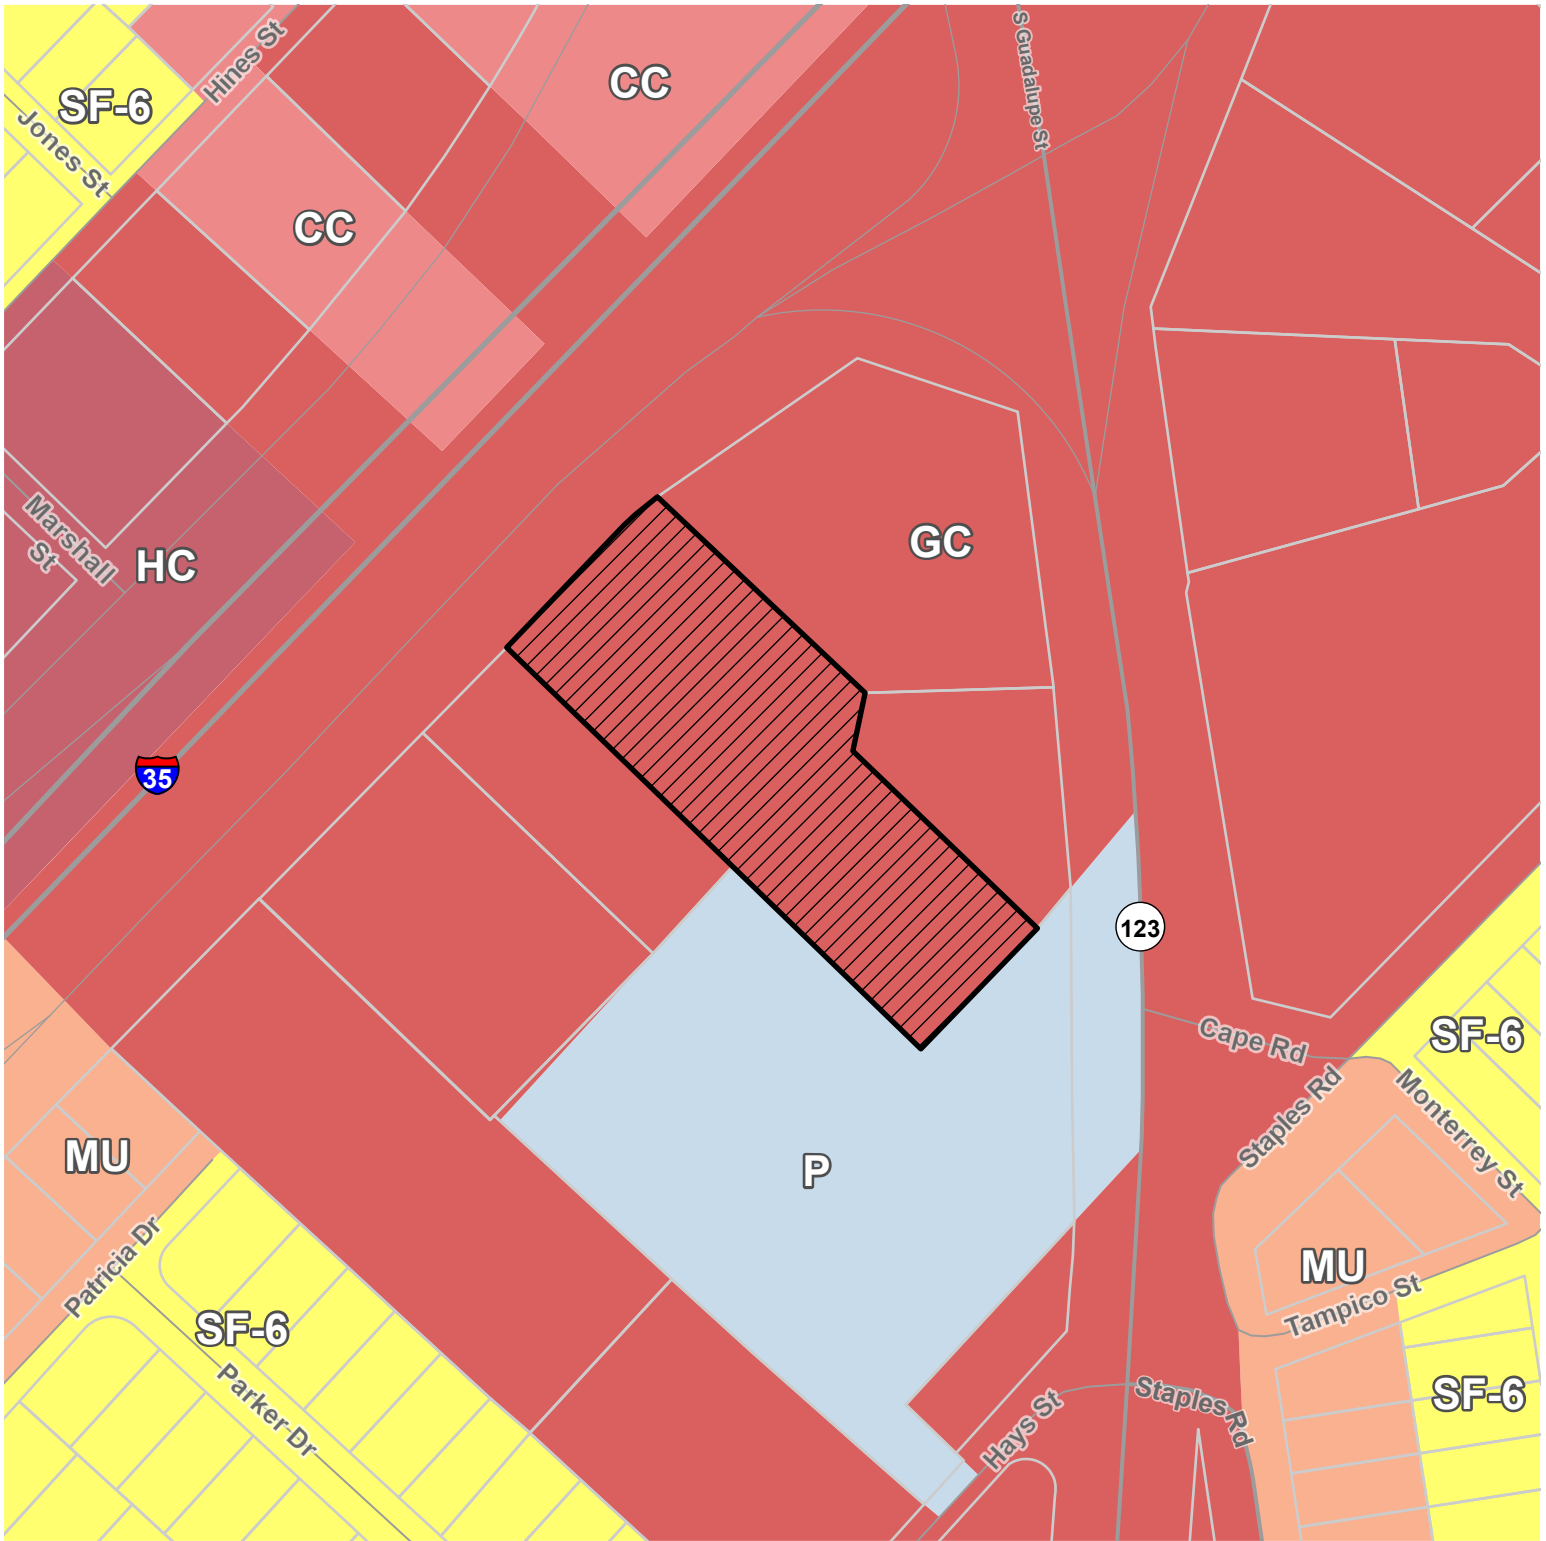 S Guadalupe St
Hines St
CC
SF-6
Jones St
CC
GC
Marshall
St
HC
35
123
Cape Rd
SF-6
Staples Rd
Monterrey St
MU
P
Patricia Dr
MU
SF-6
Tampico St
Parker Dr
Hays St
Staples Rd
SF-6